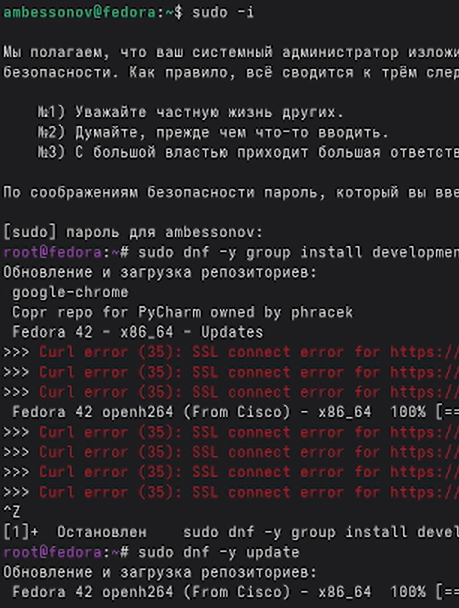 ambessonov@fedora:~$ sudo -i
Мы полагаем, что ваш системный администратор
безопасности. Как правило, всё сводится к трём
№1) Уважайте частную жизнь других.
№2) Думайте, прежде чем что-то вводить.
№3) С большой властью приходит большая
По соображениям безопасности пароль, который вы
[sudo] пароль для ambessonov:
root@fedora:~# sudo dnf -y group install
Обновление и загрузка репозиториев:
google-chrome
Copr repo for PyCharm owned by phracek
Fedora 42 - x86_64 - Updates
>>> Curl error (35): SSL connect error for https://
>>> Curl error (35): SSL connect error for https://
>>> Curl error (35): SSL connect error for https://
Fedora 42 openh264 (From Cisco) - x86_64  100% [==
>>> Curl error (35): SSL connect error for https://
>>> Curl error (35): SSL connect error for https://
>>> Curl error (35): SSL connect error for https://
>>> Curl error (35): SSL connect error for https://
^Z
[1]+  Остановлен    sudo dnf -y group install
root@fedora:~# sudo dnf -y update
Обновление и загрузка репозиториев:
Fedora 42 openh264 (From Cisco) - x86_64  100% [==